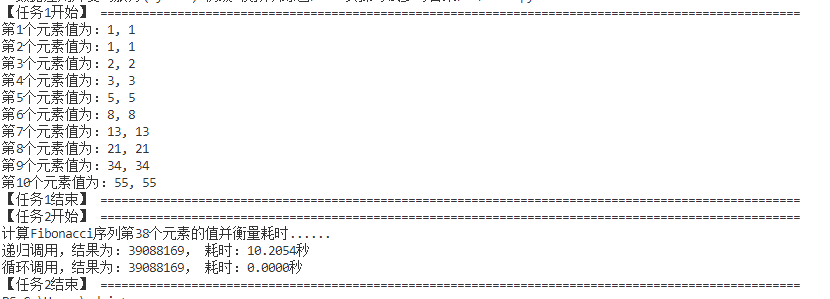 【任务1开始】 ====================================================================================================
第1个元素值为: 1, 1
第2个元素值为: 1, 1
第3个元素值为: 2, 2
第4个元素值为: 3, 3
第5个元素值为: 5, 5
第6个元素值为: 8, 8
第7个元素值为: 13, 13
第8个元素值为: 21, 21
第9个元素值为: 34, 34
第10个元素值为: 55, 55
【任务1结束】 ====================================================================================================
【任务2开始】 ====================================================================================================
计算Fibonacci序列第38个元素的值并衡量耗时......
递归调用，结果为: 39088169， 耗时: 10.2054秒
循环调用，结果为: 39088169， 耗时: 0.0000秒
【任务2结束】 ====================================================================================================